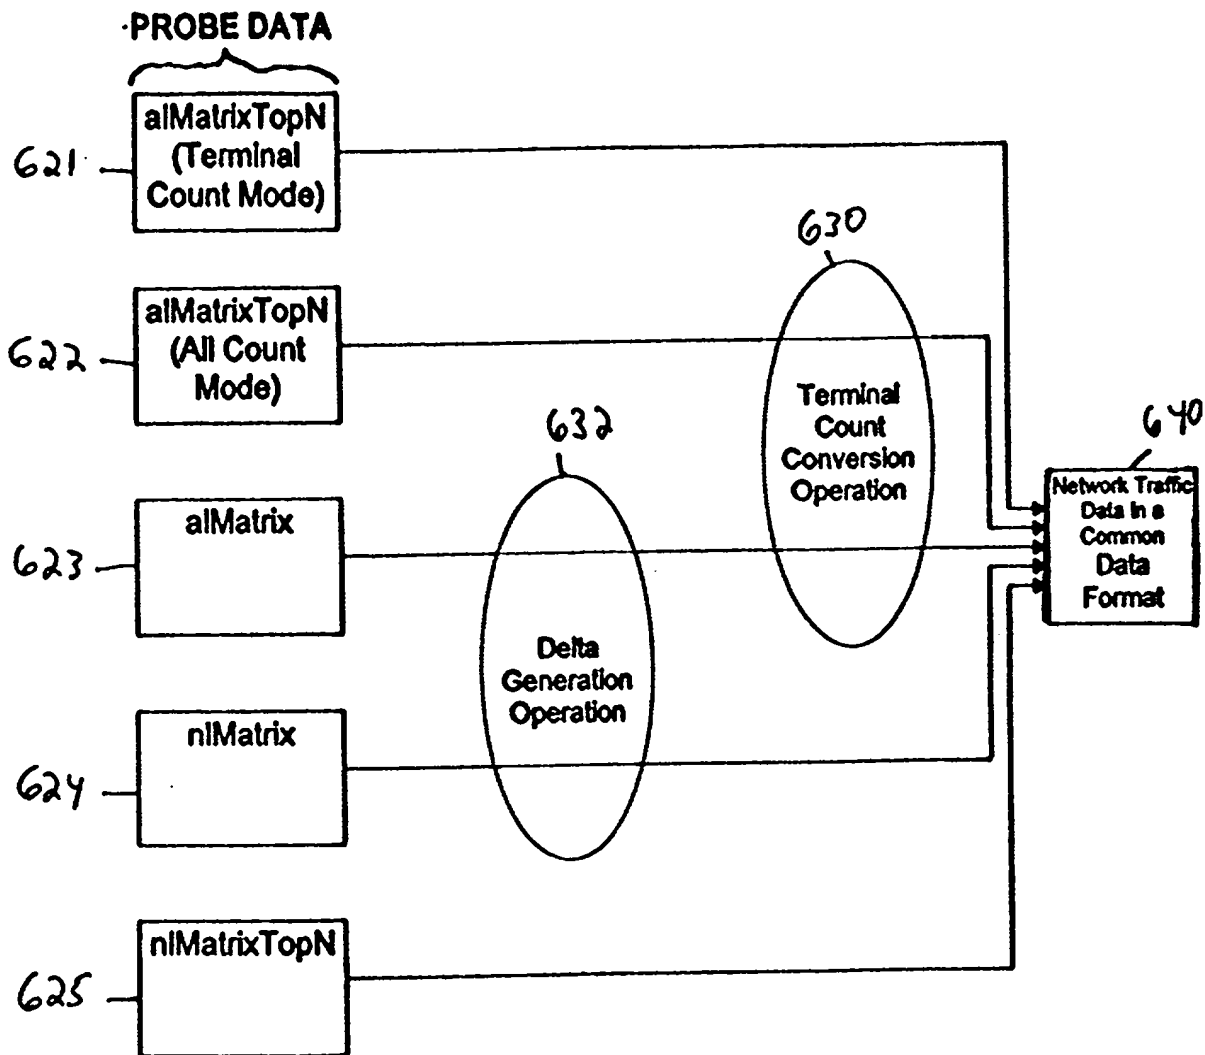 PROBE DATA
alMatrixTopN
(Terminal
Count Mode)
621
630
alMatrixTopN
(All Count
Mode)
622
Terminal
Count
Conversion
Operation
632
640
Network Traffic
Data in a
Common
Data
Format
alMatrix
623
Delta
Generation
Operation
nlMatrix
624
nlMatrixTopN
625